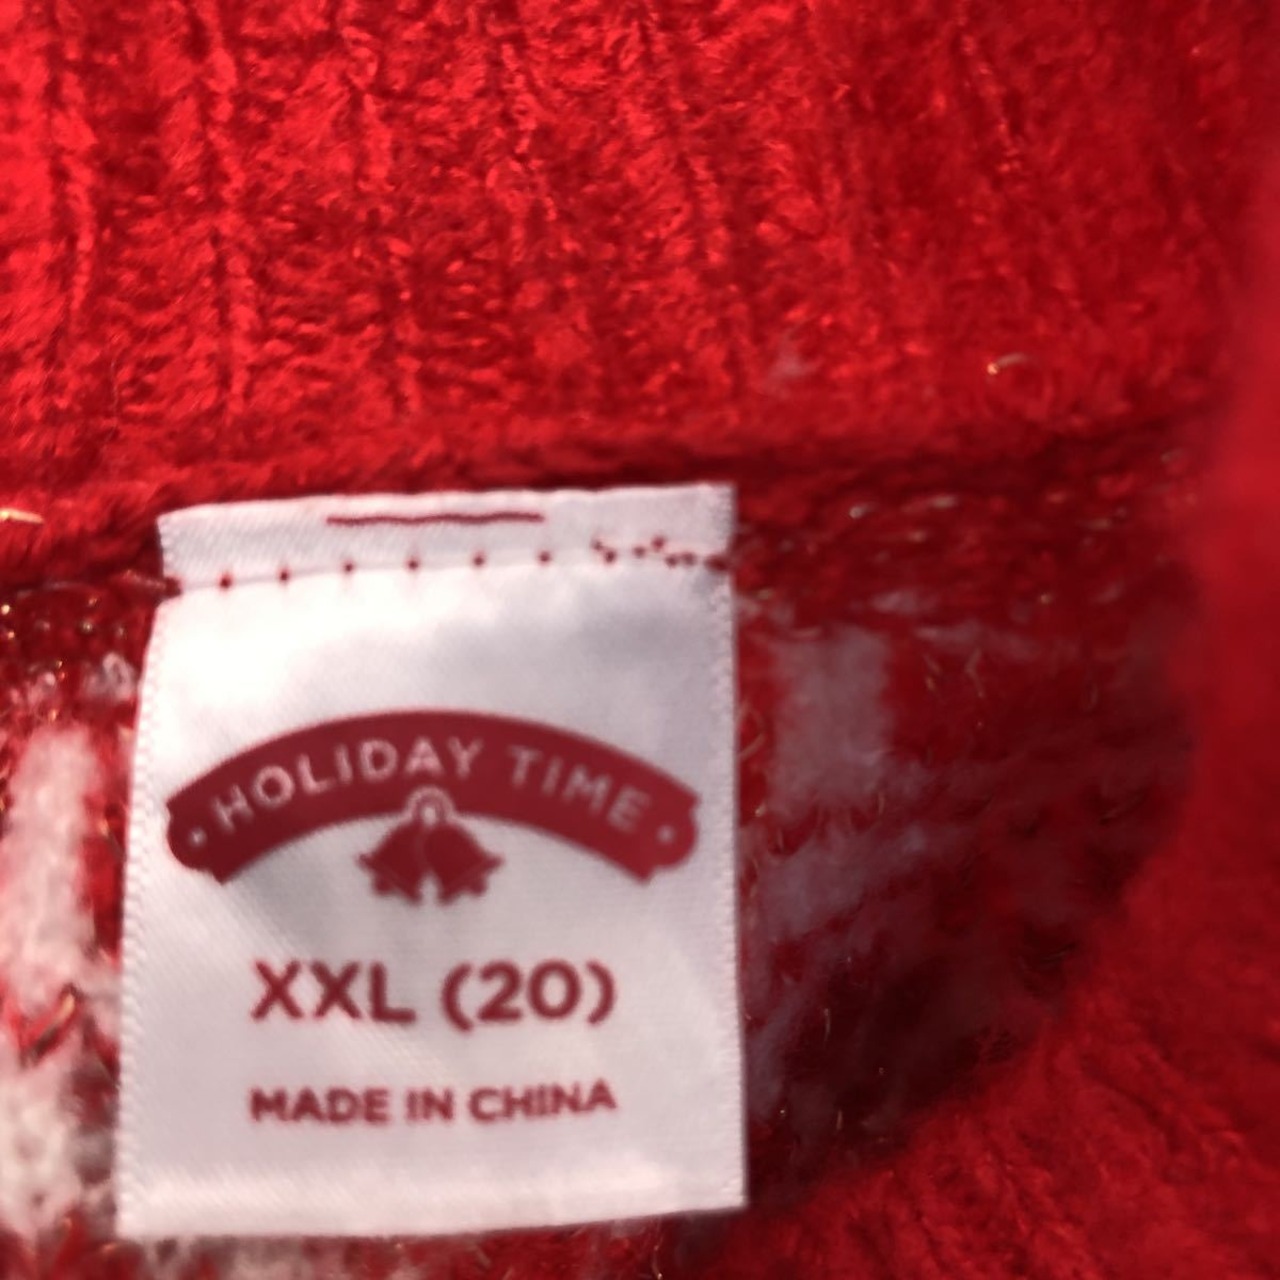 HOLIDAY TIME
XXL (20)
MADE IN CHINA